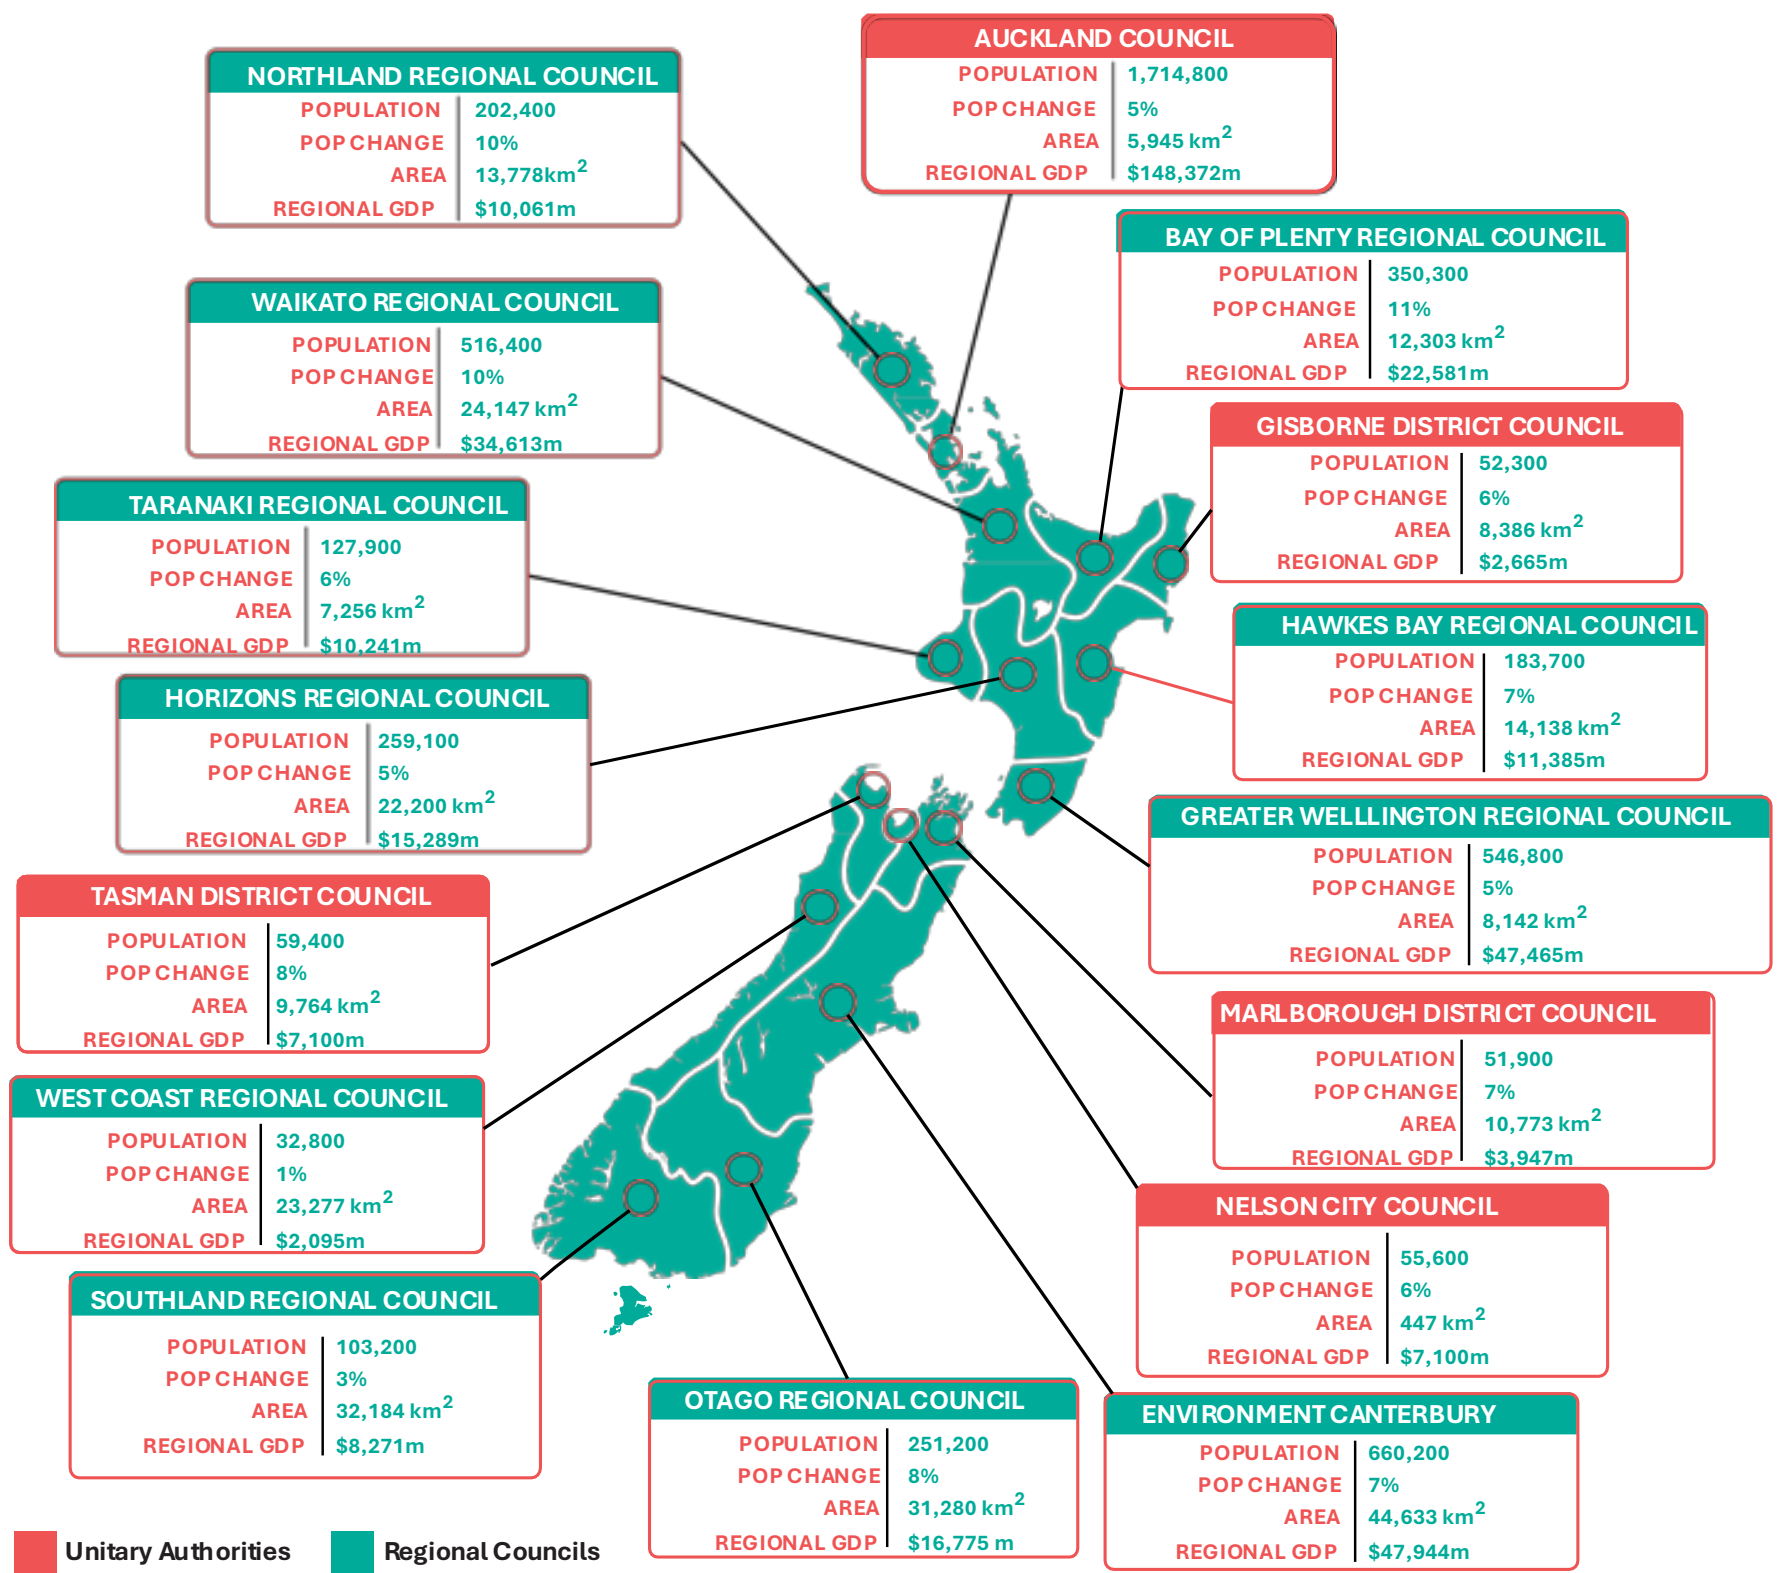 AUCKLAND COUNCIL
POPULATION 1,714,800
POP CHANGE 5%
AREA 5,945 km2
REGIONAL GDP $148,372m
NORTHLAND REGIONAL COUNCIL
POPULATION 202,400
POP CHANGE 10%
AREA 13,778km2
REGIONAL GDP $10,061m
BAY OF PLENTY REGIONAL COUNCIL
POPULATION 350,300
POP CHANGE 11%
AREA 12,303 km2
REGIONAL GDP $22,581m
WAIKATO REGIONAL COUNCIL
POPULATION 516,400
POP CHANGE 10%
AREA 24,147 km2
REGIONAL GDP $34,613m
GISBORNE DISTRICT COUNCIL
POPULATION 52,300
POP CHANGE 6%
AREA 8,386 km2
REGIONAL GDP $2,665m
TARANAKI REGIONAL COUNCIL
POPULATION 127,900
POP CHANGE 6%
AREA 7,256 km2
REGIONAL GDP $10,241m
HAWKES BAY REGIONAL COUNCIL
POPULATION 183,700
POP CHANGE 7%
AREA 14,138 km2
REGIONAL GDP $11,385m
HORIZONS REGIONAL COUNCIL
POPULATION 259,100
POP CHANGE 5%
AREA 22,200 km2
REGIONAL GDP $15,289m
GREATER WELLLINGTON REGIONAL COUNCIL
POPULATION 546,800
POP CHANGE 5%
AREA 8,142 km2
REGIONAL GDP $47,465m
TASMAN DISTRICT COUNCIL
POPULATION 59,400
POP CHANGE 8%
AREA 9,764 km2
REGIONAL GDP $7,100m
MARLBOROUGH DISTRICT COUNCIL
POPULATION 51,900
POP CHANGE 7%
AREA 10,773 km2
REGIONAL GDP $3,947m
WEST COAST REGIONAL COUNCIL
POPULATION 32,800
POP CHANGE 1%
AREA 23,277 km2
REGIONAL GDP $2,095m
NELSON CITY COUNCIL
POPULATION 55,600
POP CHANGE 6%
AREA 447 km2
REGIONAL GDP $7,100m
SOUTHLAND REGIONAL COUNCIL
POPULATION 103,200
POP CHANGE 3%
AREA 32,184 km2
REGIONAL GDP $8,271m
OTAGO REGIONAL COUNCIL
POPULATION 251,200
POP CHANGE 8%
AREA 31,280 km2
REGIONAL GDP $16,775 m
ENVIRONMENT CANTERBURY
POPULATION 660,200
POP CHANGE 7%
AREA 44,633 km2
REGIONAL GDP $47,944m
Unitary Authorities
Regional Councils